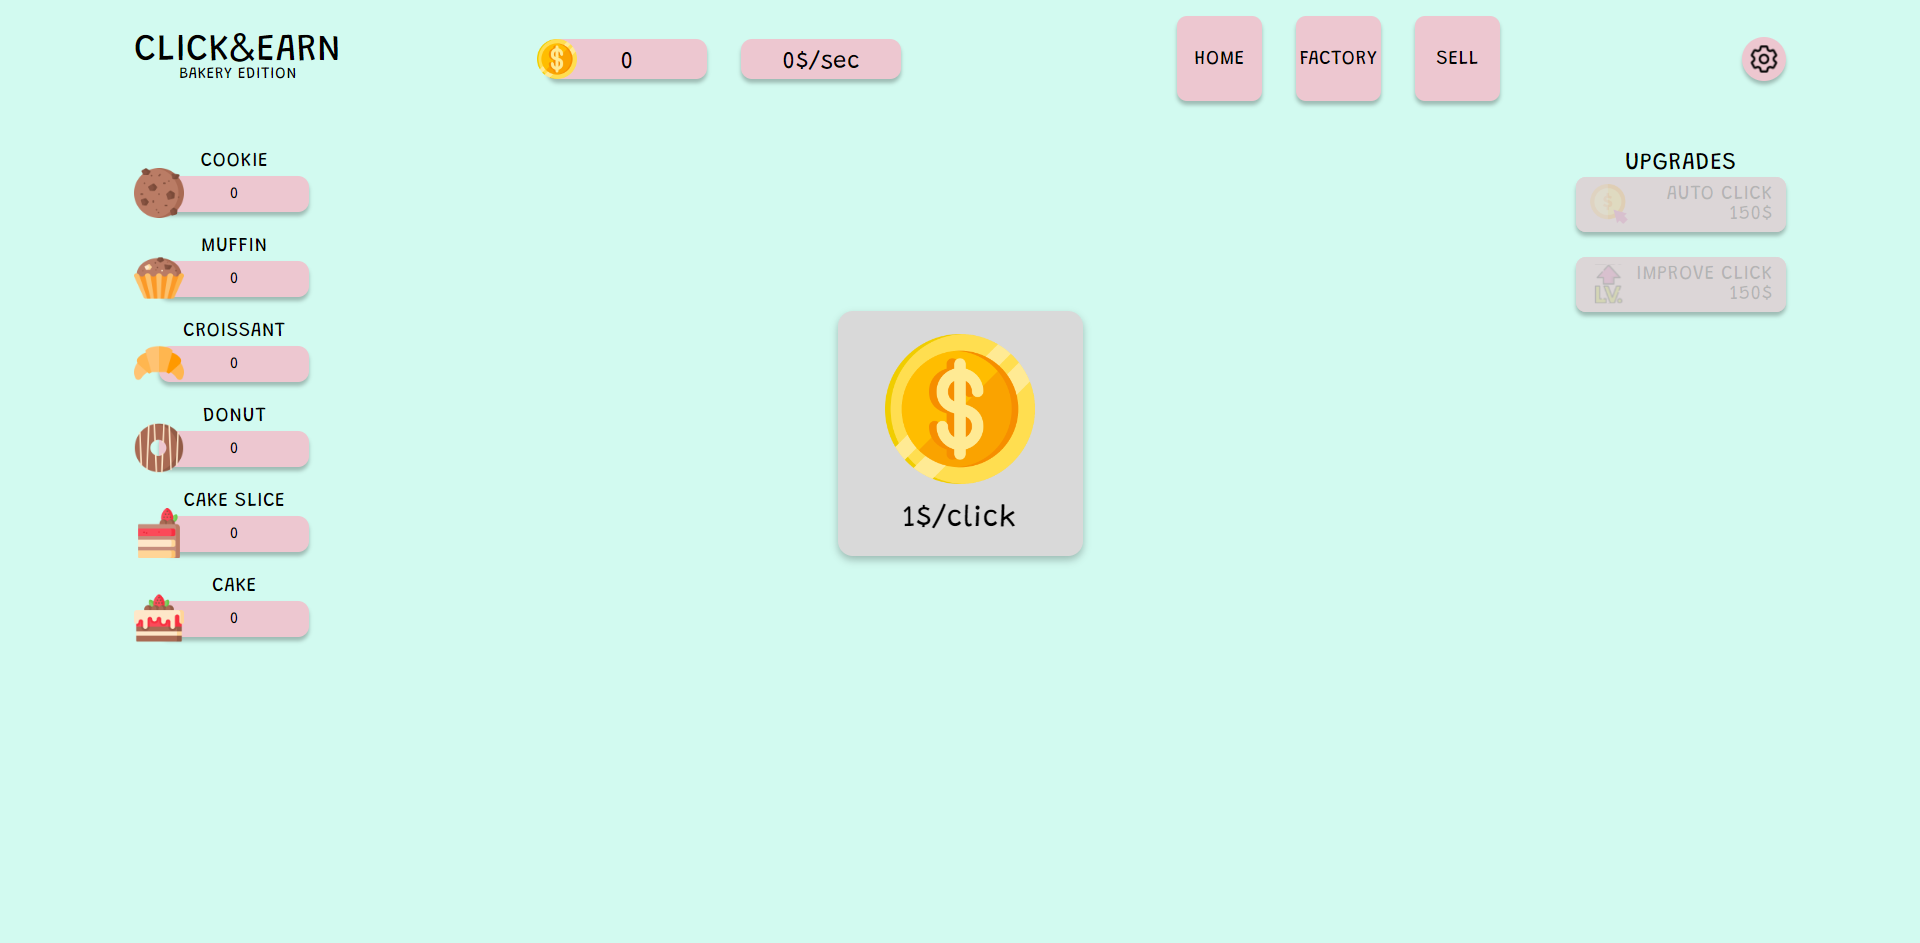 CLICK&EARN
BAKERY EDITION
0
0$/sec
HOME
FACTORY
SELL
COOKIE
0
MUFFIN
0
CROISSANT
0
DONUT
0
CAKE SLICE
0
CAKE
0
$
1$/click
UPGRADES
AUTO CLICK
150$
IMPROVE CLICK
LV.
150$